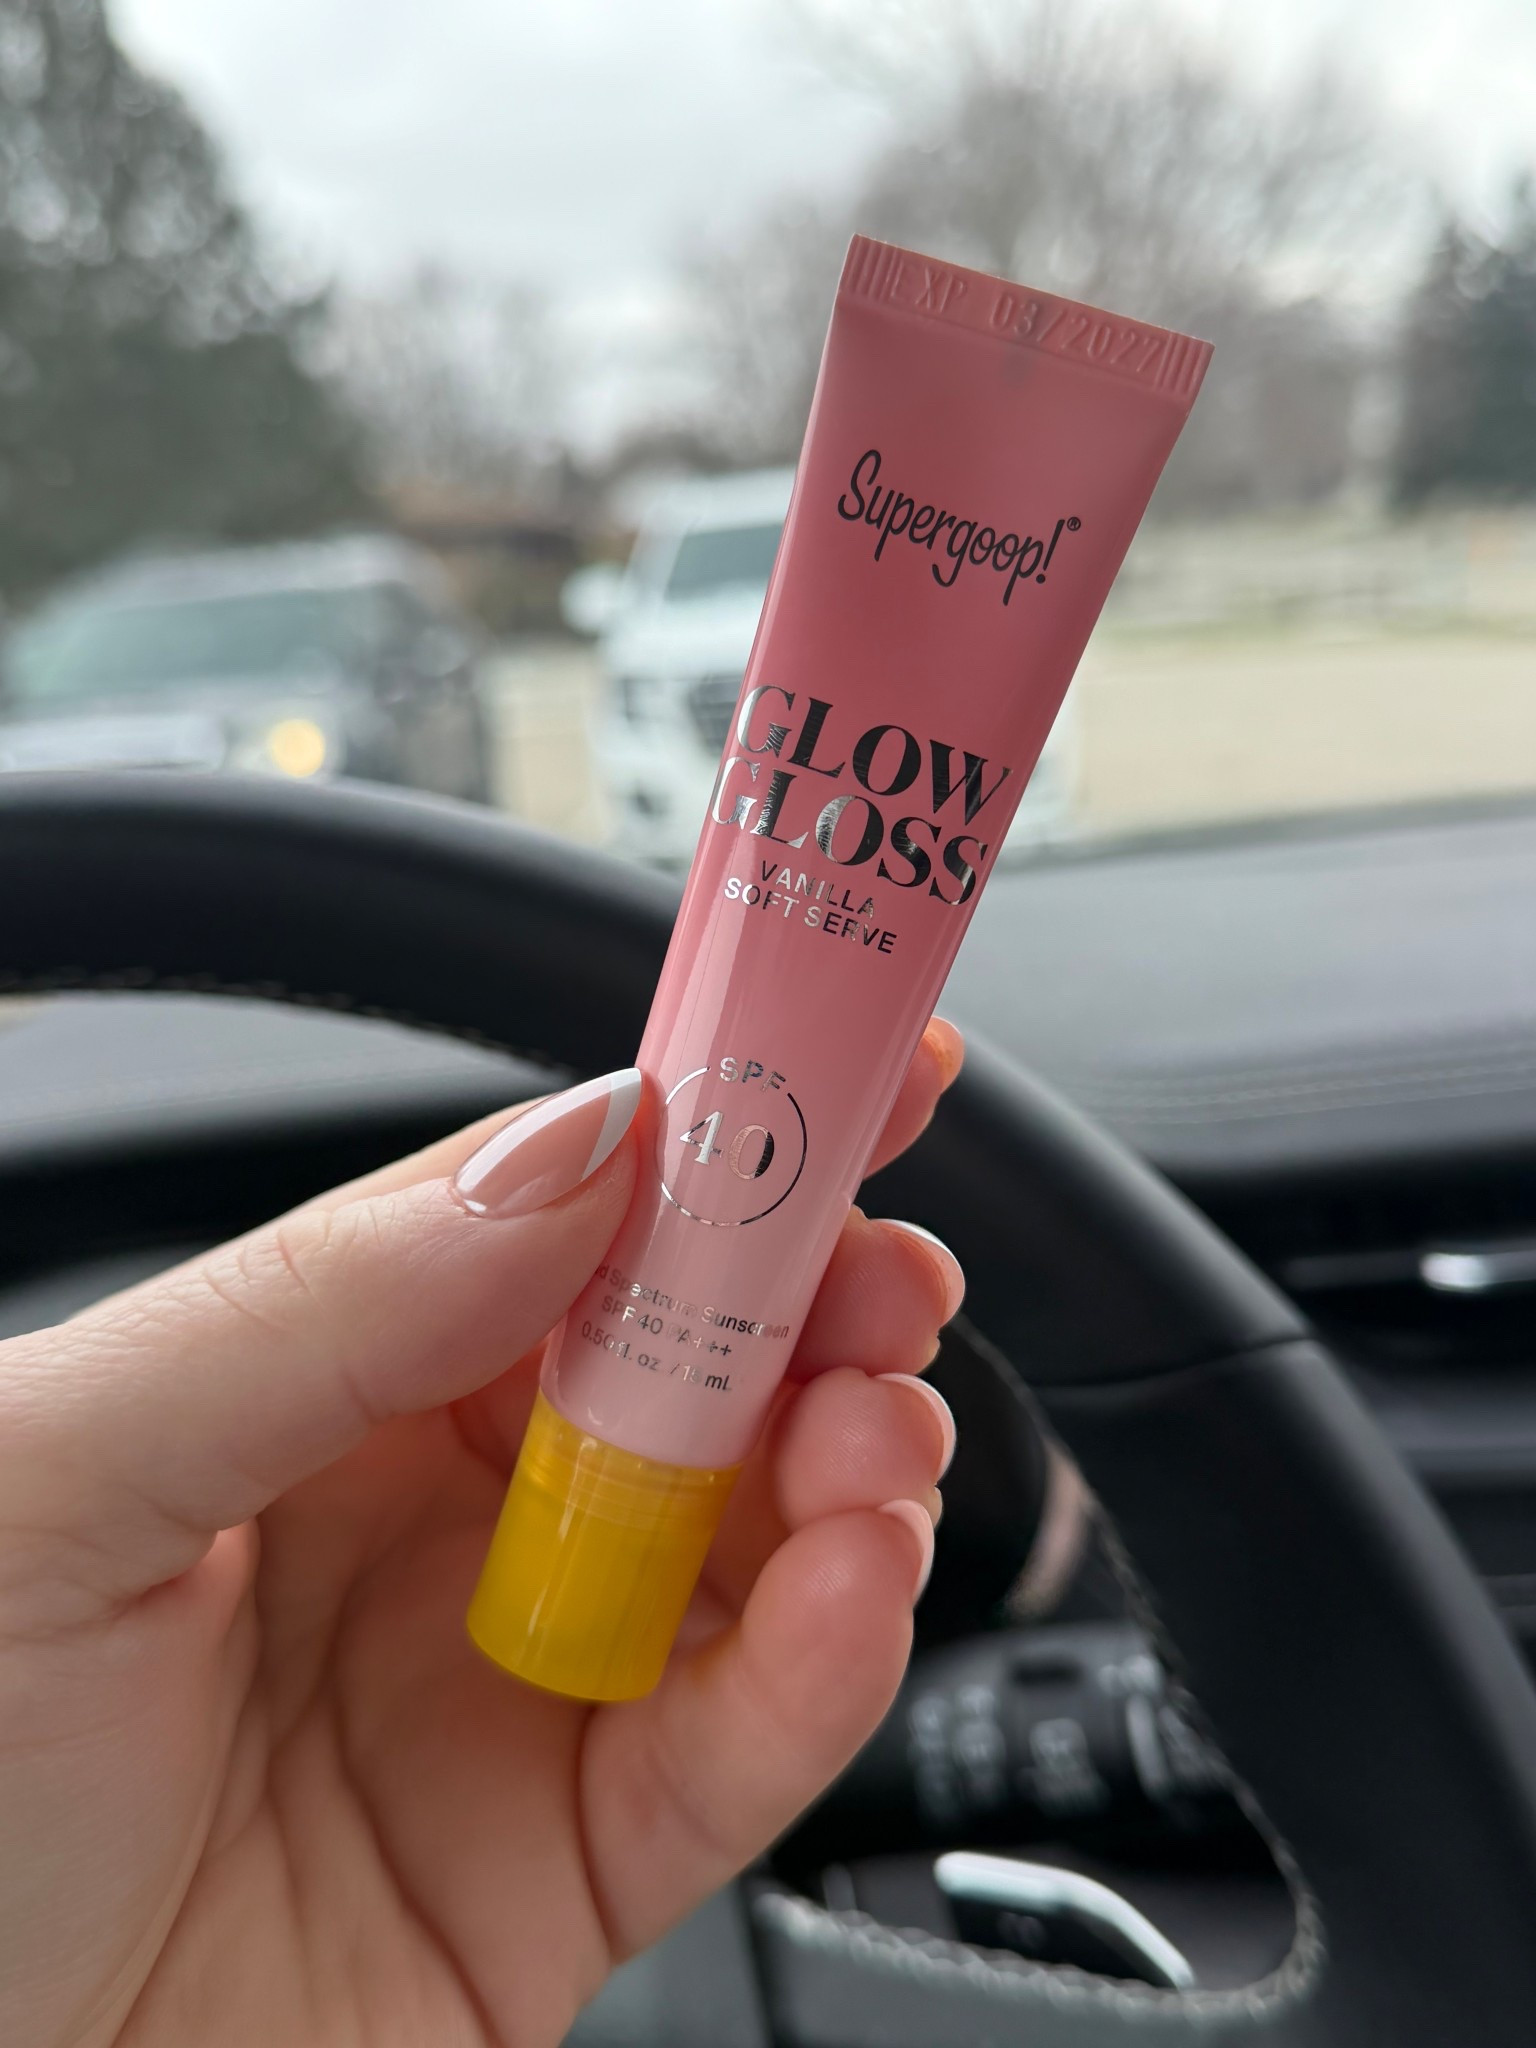 EXP 03/2027
Supergoop!®
GLOW
GLOSS
VANILLA
SOFT SERVE
SPF
40
Spectrum Sunscreen
SPF 40 PA+++
0.50 fl. oz. / 15 mL